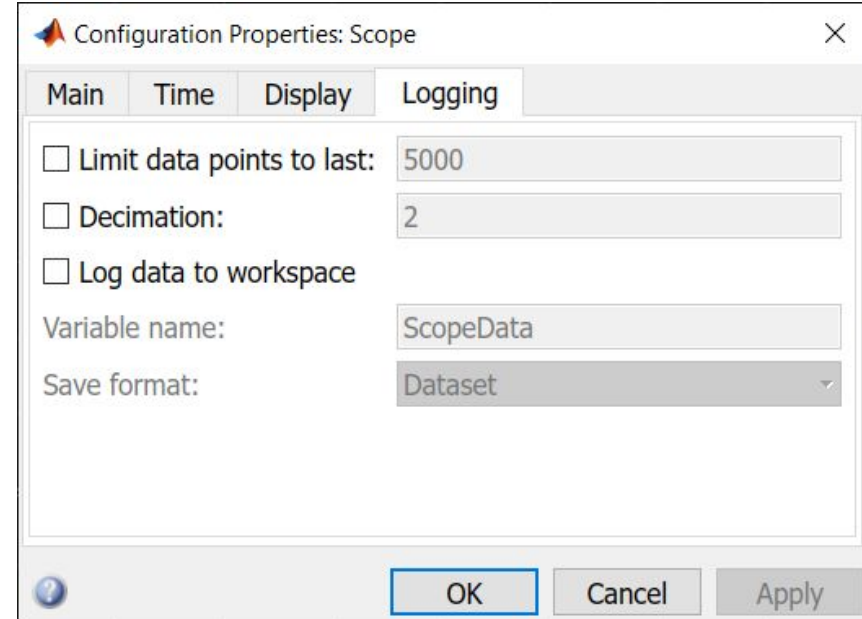 Configuration Properties: Scope
Main Time Display Logging
Limit data points to last: 5000
Decimation: 2
Log data to workspace
Variable name: ScopeData
Save format: Dataset
? OK Cancel Apply